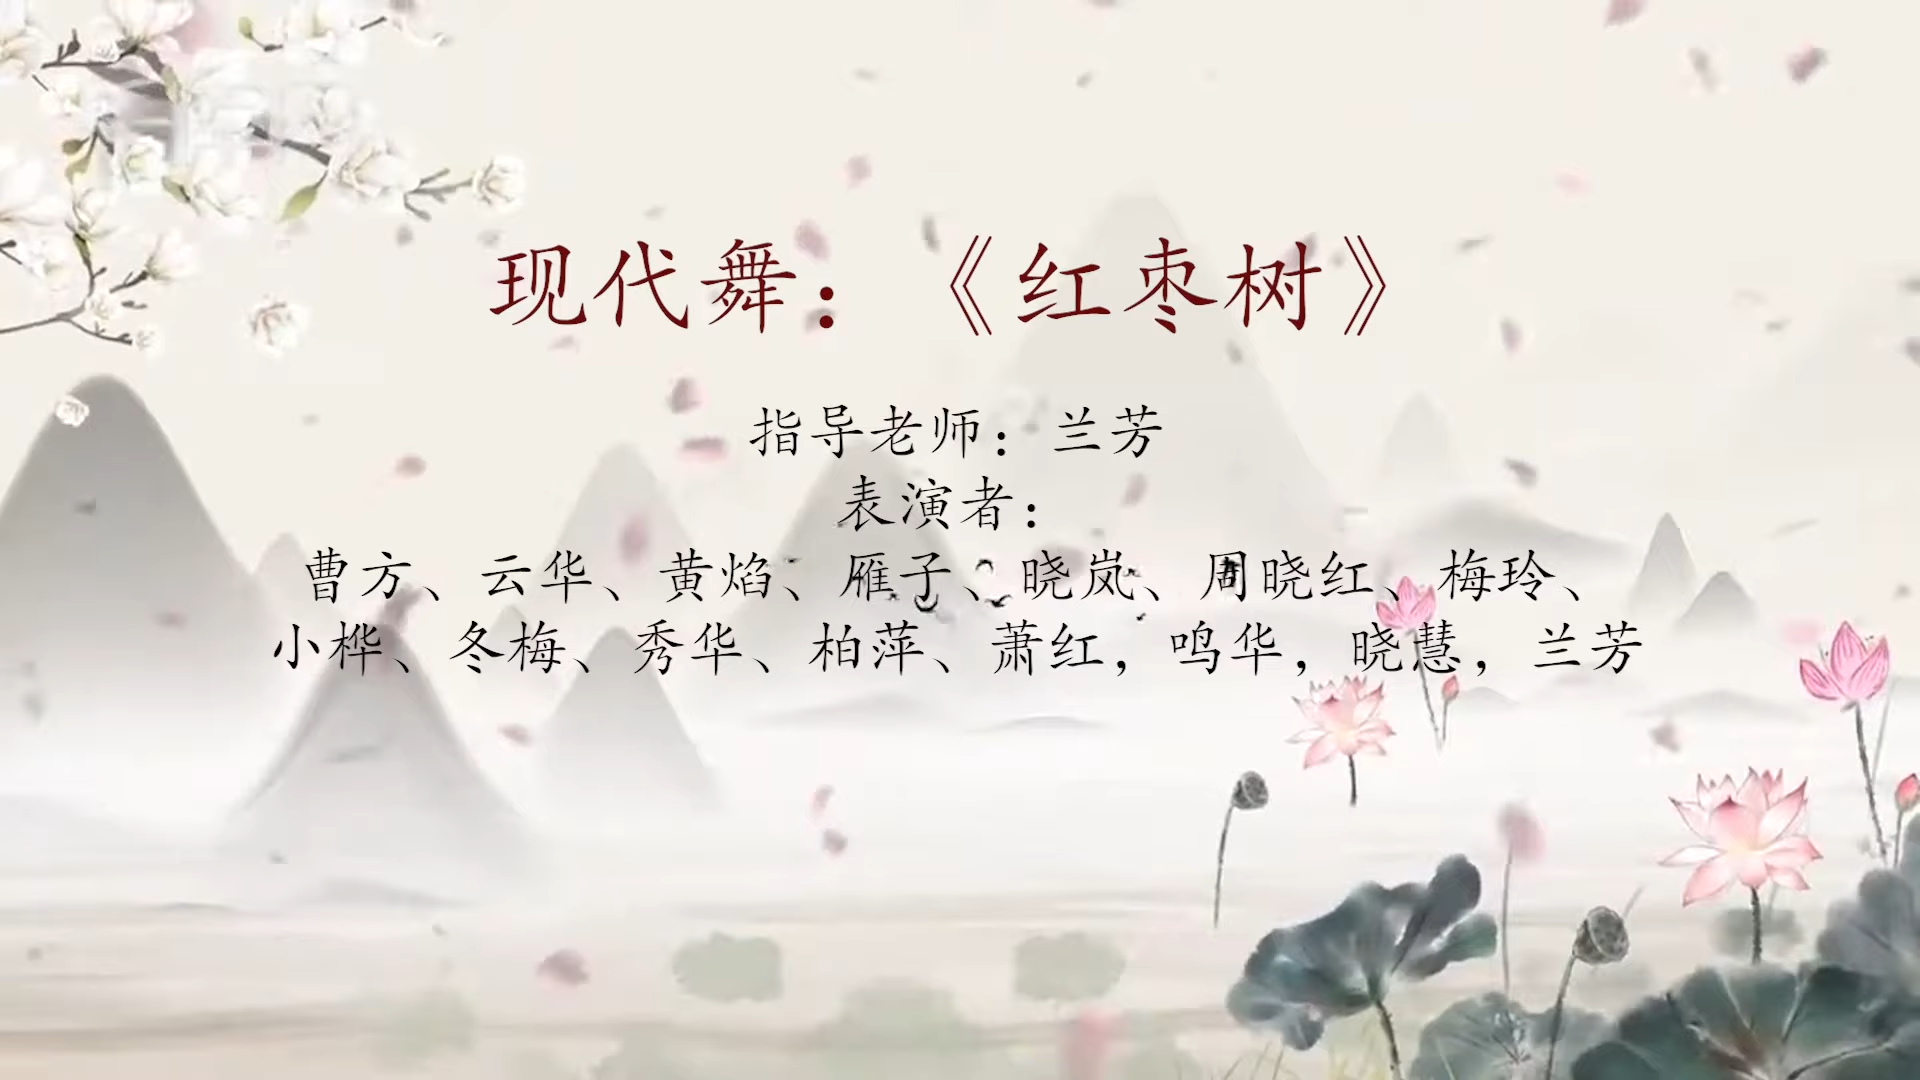 现代舞：《红枣树》
指导老师：兰芳
表演者：
曹方、云华、黄焰、雁子、晓岚、周晓红、梅玲、
小桦、冬梅、秀华、柏萍、萧红，鸣华，晓慧，兰芳